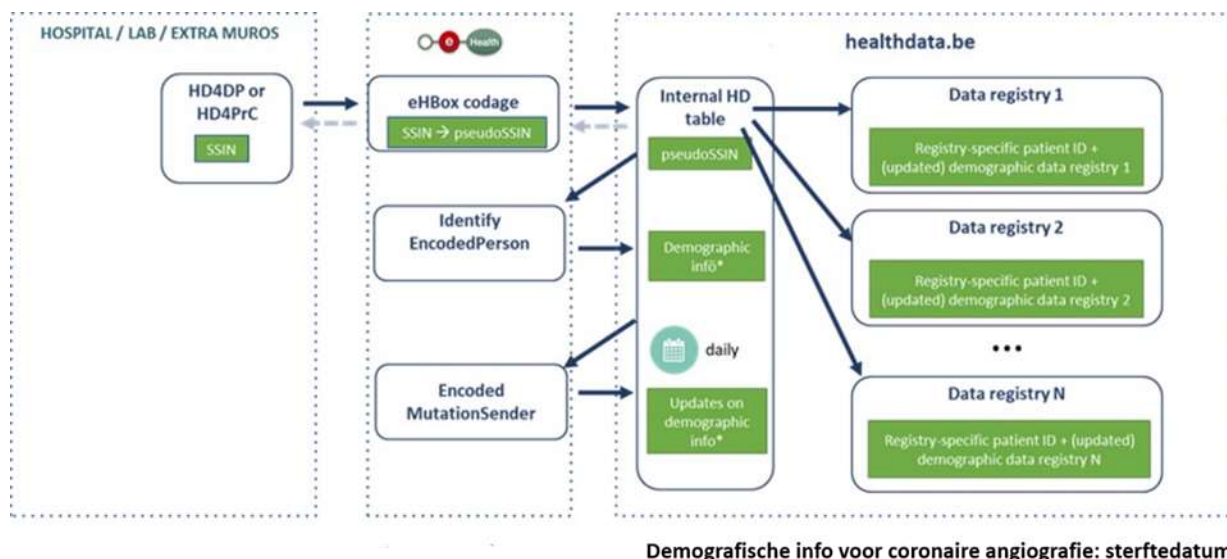 HOSPITAL / LAB / EXTRA MUROS
HD4DP or
HD4PrC
SSIN
e
Health
eHBox codage
SSIN → pseudoSSIN
Identify
EncodedPerson
Encoded
MutationSender
healthdata.be
Internal HD
table
pseudoSSIN
Demographic
info*
daily
Updates on
demographic
info*
Data registry 1
Registry-specific patient ID +
(updated) demographic data registry 1
Data registry 2
Registry-specific patient ID +
(updated) demographic data registry 2
...
Data registry N
Registry-specific patient ID + (updated)
demographic data registry N
Demografische info voor coronaire angiografie: sterftedatum